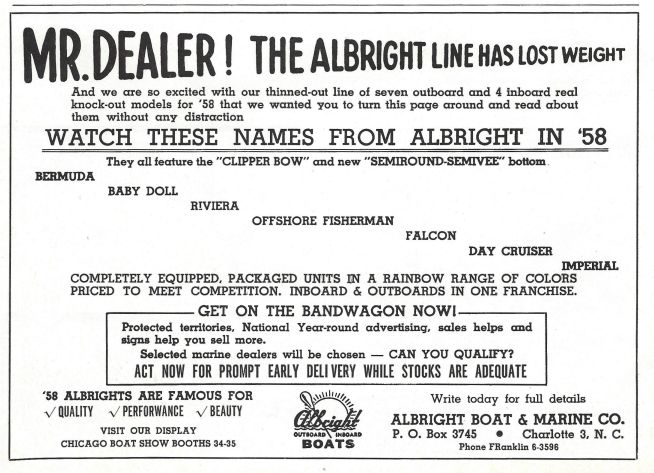 MR. DEALER! THE ALBRIGHT LINE HAS LOST WEIGHT
And we are so excited with our thinned-out line of seven outboard and 4 inboard real
knock-out models for '58 that we wanted you to turn this page around and read about
them without any distraction
WATCH THESE NAMES FROM ALBRIGHT IN '58
They all feature the "CLIPPER BOW" and new "SEMIROUND-SEMIVEE" bottom
BERMUDA
BABY DOLL
RIVIERA
OFFSHORE FISHERMAN
FALCON
DAY CRUISER
IMPERIAL
COMPLETELY EQUIPPED, PACKAGED UNITS IN A RAINBOW RANGE OF COLORS
PRICED TO MEET COMPETITION. INBOARD & OUTBOARDS IN ONE FRANCHISE.
GET ON THE BANDWAGON NOW!
Protected territories, National Year-round advertising, sales helps and
signs help you sell more.
Selected marine dealers will be chosen — CAN YOU QUALIFY?
ACT NOW FOR PROMPT EARLY DELIVERY WHILE STOCKS ARE ADEQUATE
'58 ALBRIGHTS ARE FAMOUS FOR
√ QUALITY √ PERFORMANCE √ BEAUTY
VISIT OUR DISPLAY
CHICAGO BOAT SHOW BOOTHS 34-35
Albright
OUTBOARD INBOARD
BOATS
Write today for full details
ALBRIGHT BOAT & MARINE CO.
P. O. Box 3745 • Charlotte 3, N. C.
Phone FRanklin 6-3596